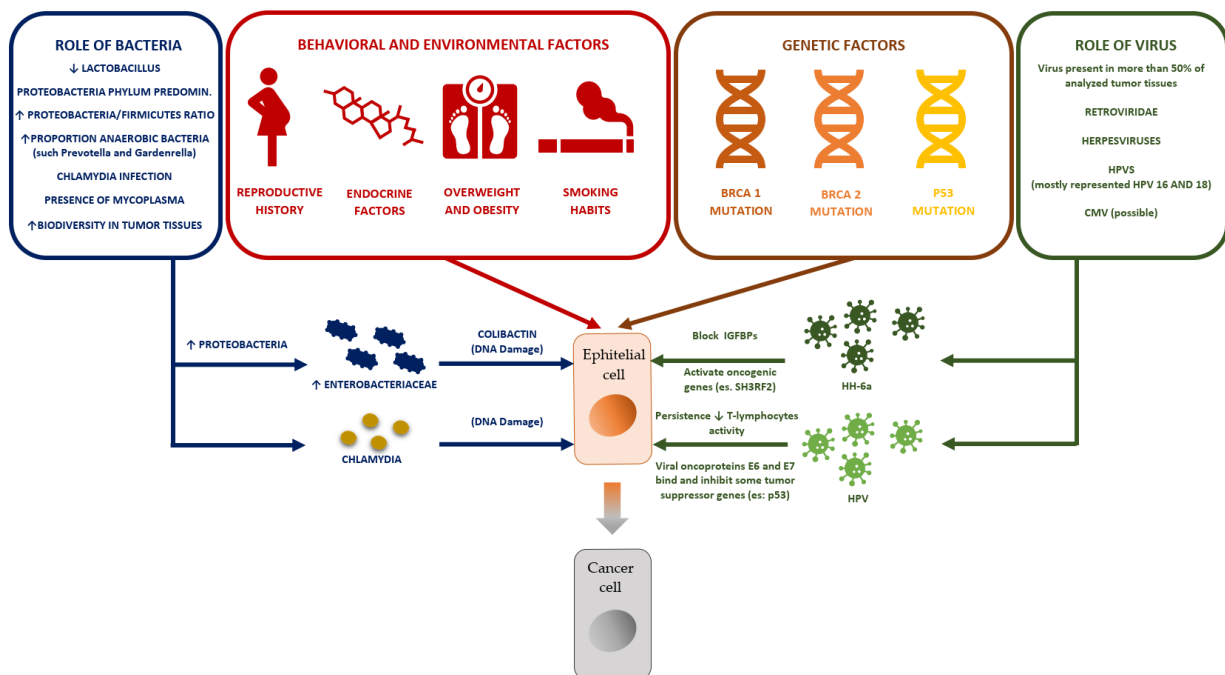 ROLE OF BACTERIA
↓ LACTOBACILLUS
PROTEOBACTERIA PHYLUM PREDOMIN.
↑ PROTEOBACTERIA/FIRMICUTES RATIO
↑PROPORTION ANAEROBIC BACTERIA
(such Prevotella and Gardenrella)
CHLAMYDIA INFECTION
PRESENCE OF MYCOPLASMA
↑BIODIVERSITY IN TUMOR TISSUES
BEHAVIORAL AND ENVIRONMENTAL FACTORS
REPRODUCTIVE
HISTORY
ENDOCRINE
FACTORS
OVERWEIGHT
AND OBESITY
SMOKING
HABITS
GENETIC FACTORS
BRCA 1
MUTATION
BRCA 2
MUTATION
P53
MUTATION
ROLE OF VIRUS
Virus present in more than 50% of
analyzed tumor tissues
RETROVIRIDAE
HERPESVIRUSES
HPVS
(mostly represented HPV 16 AND 18)
CMV (possible)
↑ PROTEOBACTERIA
↑ ENTEROBACTERIACEAE
COLIBACTIN
(DNA Damage)
CHLAMYDIA
(DNA Damage)
Ephitelial
cell
Block IGFBPs
Activate oncogenic
genes (es. SH3RF2)
HH-6a
Persistence ↓ T-lymphocytes
activity
Viral oncoproteins E6 and E7
bind and inhibit some tumor
suppressor genes (es: p53)
HPV
Cancer
cell